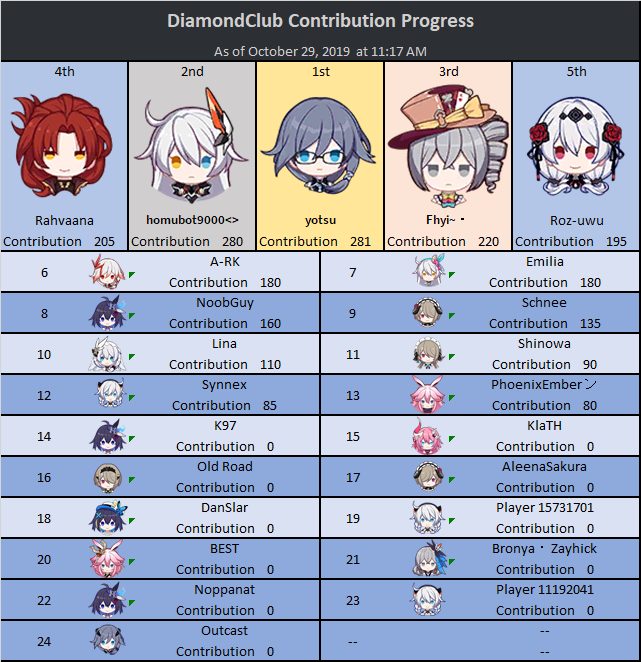 DiamondClub Contribution Progress
As of October 29, 2019 at 11:17 AM
4th 2nd 1st 3rd 5th
Rahvaana homubot9000<> yotsu Fhyi~・ Roz-uwu
Contribution 205 Contribution 280 Contribution 281 Contribution 220 Contribution 195
6 A-RK
Contribution 180
7 Emilia
Contribution 180
8 NoobGuy
Contribution 160
9 Schnee
Contribution 135
10 Lina
Contribution 110
11 Shinowa
Contribution 90
12 Synnex
Contribution 85
13 PhoenixEmberン
Contribution 80
14 K97
Contribution 0
15 KlaTH
Contribution 0
16 Old Road
Contribution 0
17 AleenaSakura
Contribution 0
18 DanSlar
Contribution 0
19 Player 15731701
Contribution 0
20 BEST
Contribution 0
21 Bronya・Zayhick
Contribution 0
22 Noppanat
Contribution 0
23 Player 11192041
Contribution 0
24 Outcast
Contribution 0
-- --
--